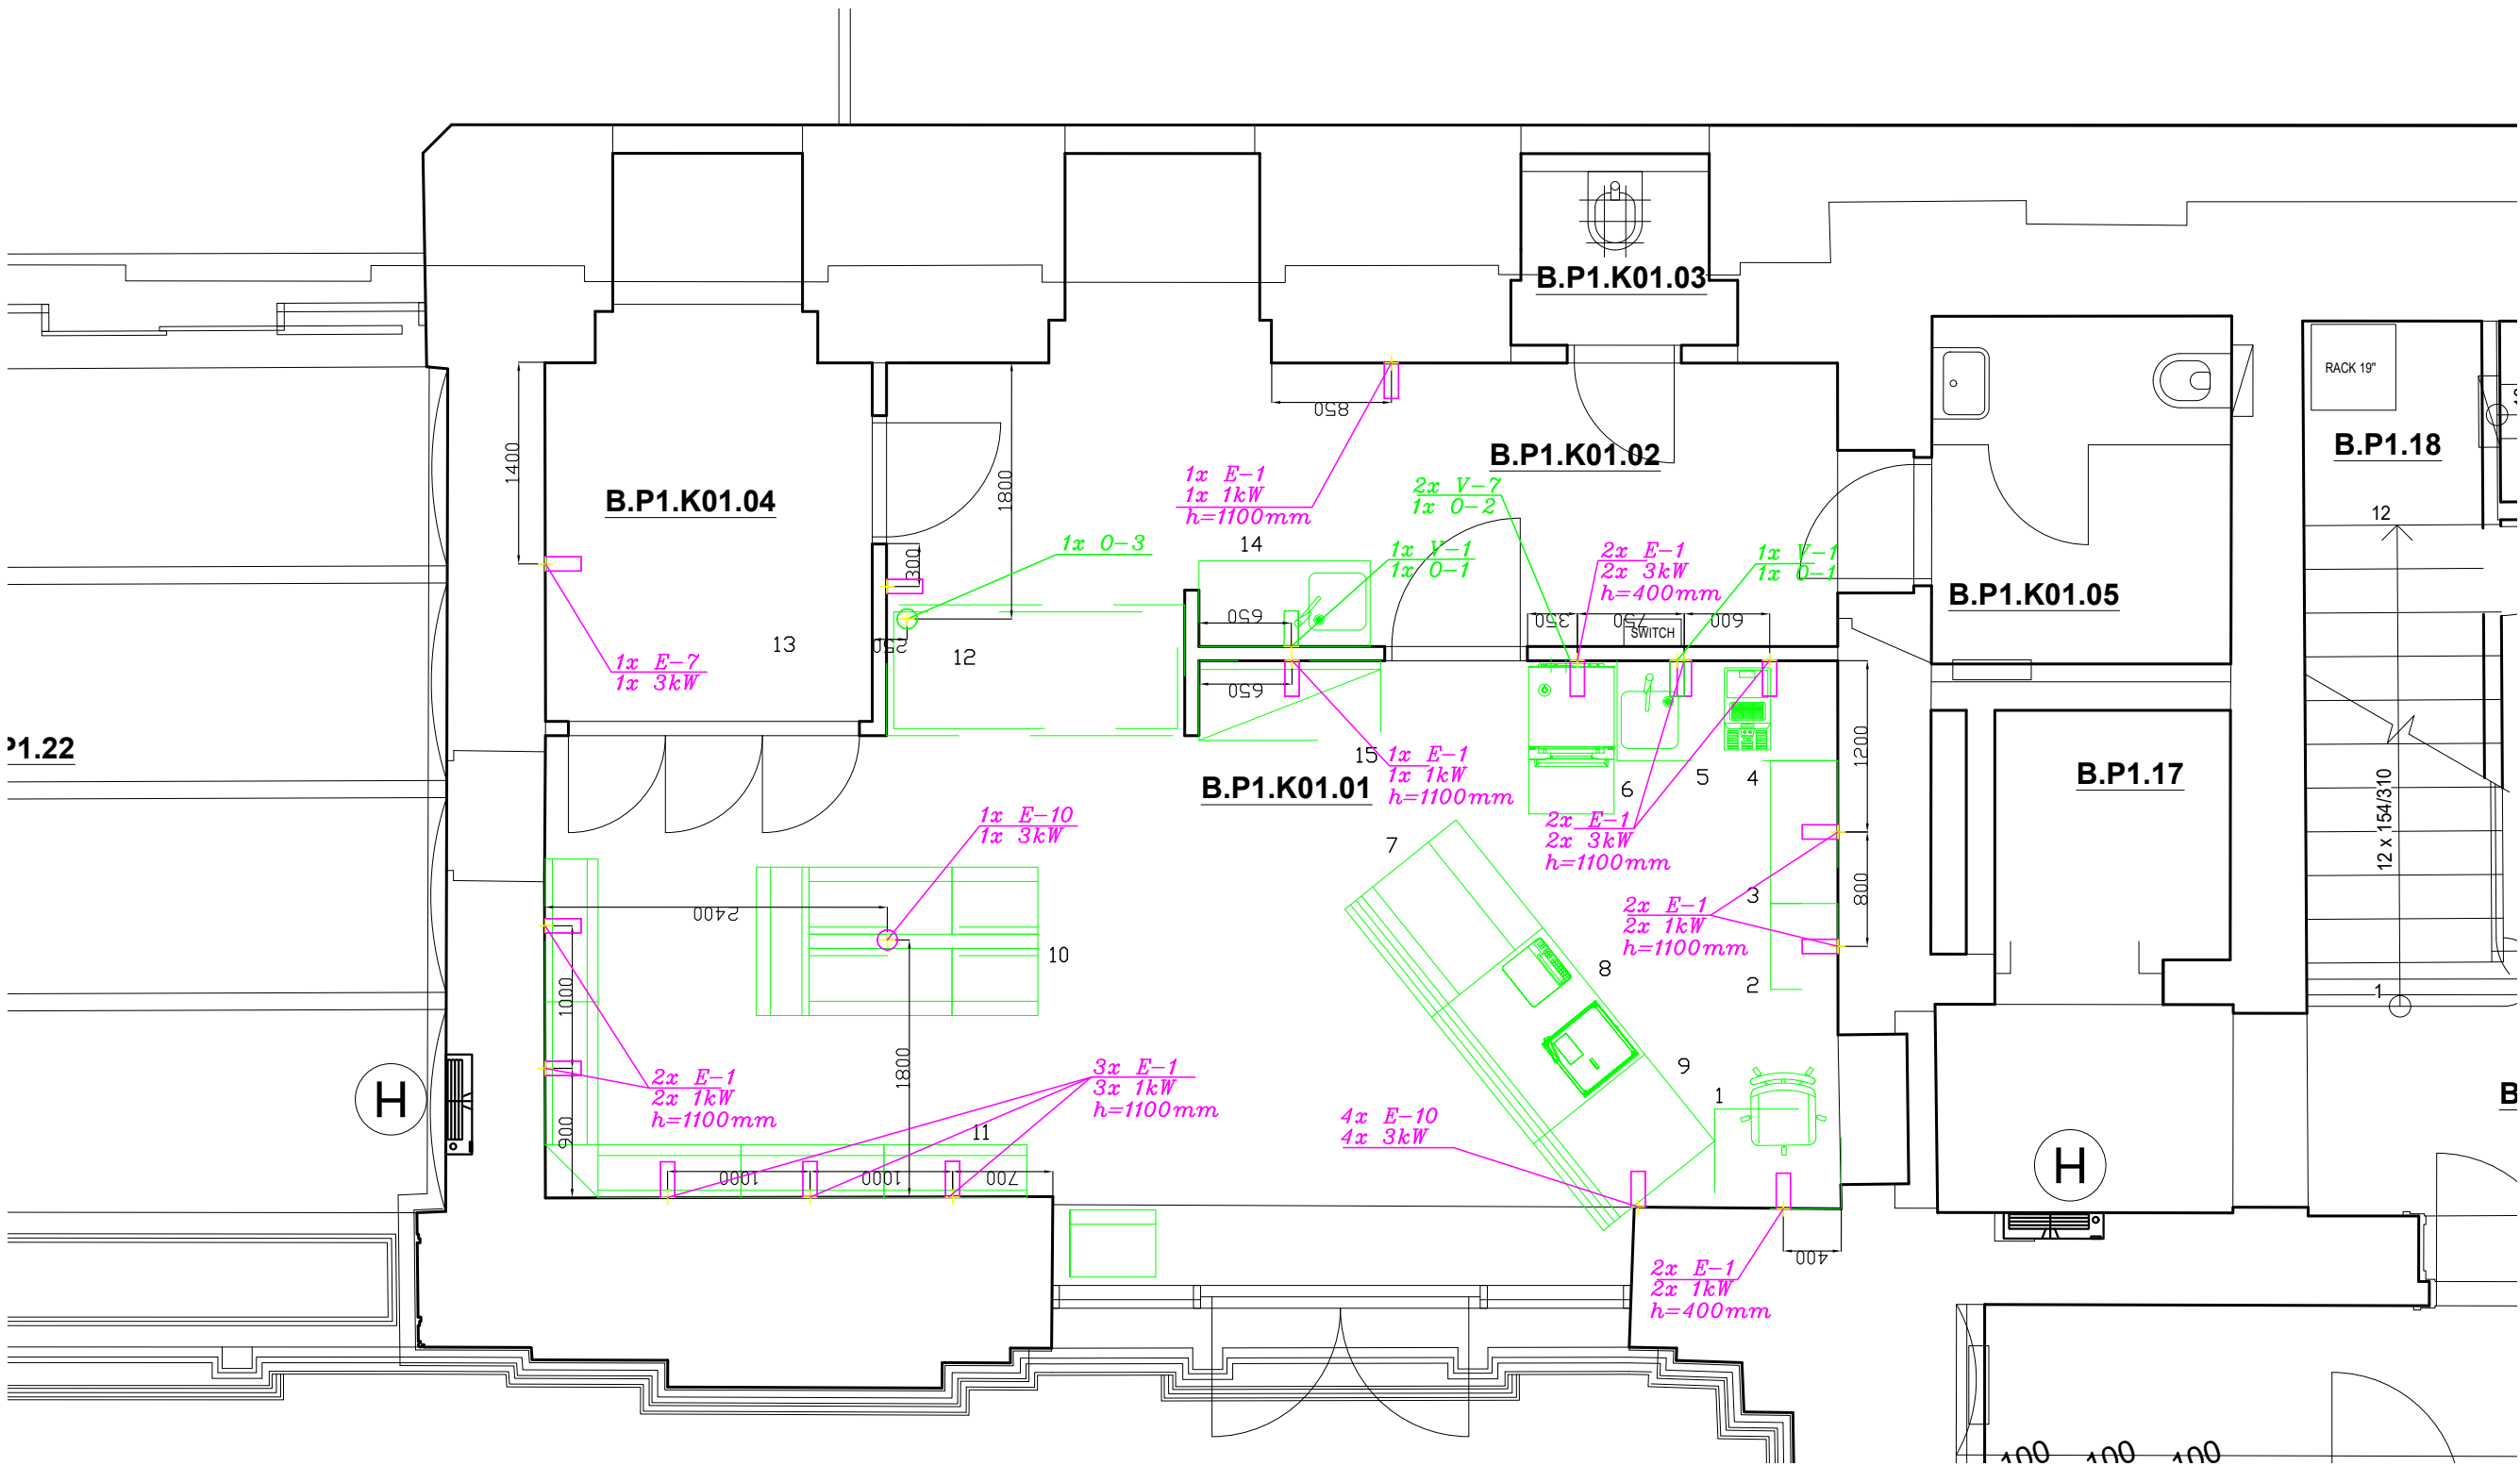 B.P1.K01.03
RACK 19"
850
B.P1.18
1400
B.P1.K01.04
1800
B.P1.K01.02
1x E-1
1x 1kW
h=1100mm
2x V-7
1x O-2
12
1x O-3
14
1x V-1
1x O-1
2x E-1
2x 3kW
h=400mm
1x V-1
1x O-1
300
B.P1.K01.05
650
350
750
600
SWITCH
13
250
12
1x E-7
1x 3kW
650
P1.22
15
1x E-1
1x 1kW
h=1100mm
1200
B.P1.K01.01
6
5
4
B.P1.17
12 x 154/310
1x E-10
1x 3kW
7
2x E-1
2x 3kW
h=1100mm
3
800
2400
2x E-1
2x 1kW
h=1100mm
10
8
2
1
1000
1800
9
H
2x E-1
2x 1kW
h=1100mm
3x E-1
3x 1kW
h=1100mm
1
B
900
11
4x E-10
4x 3kW
H
1000
1000
700
400
2x E-1
2x 1kW
h=400mm
100
100
100